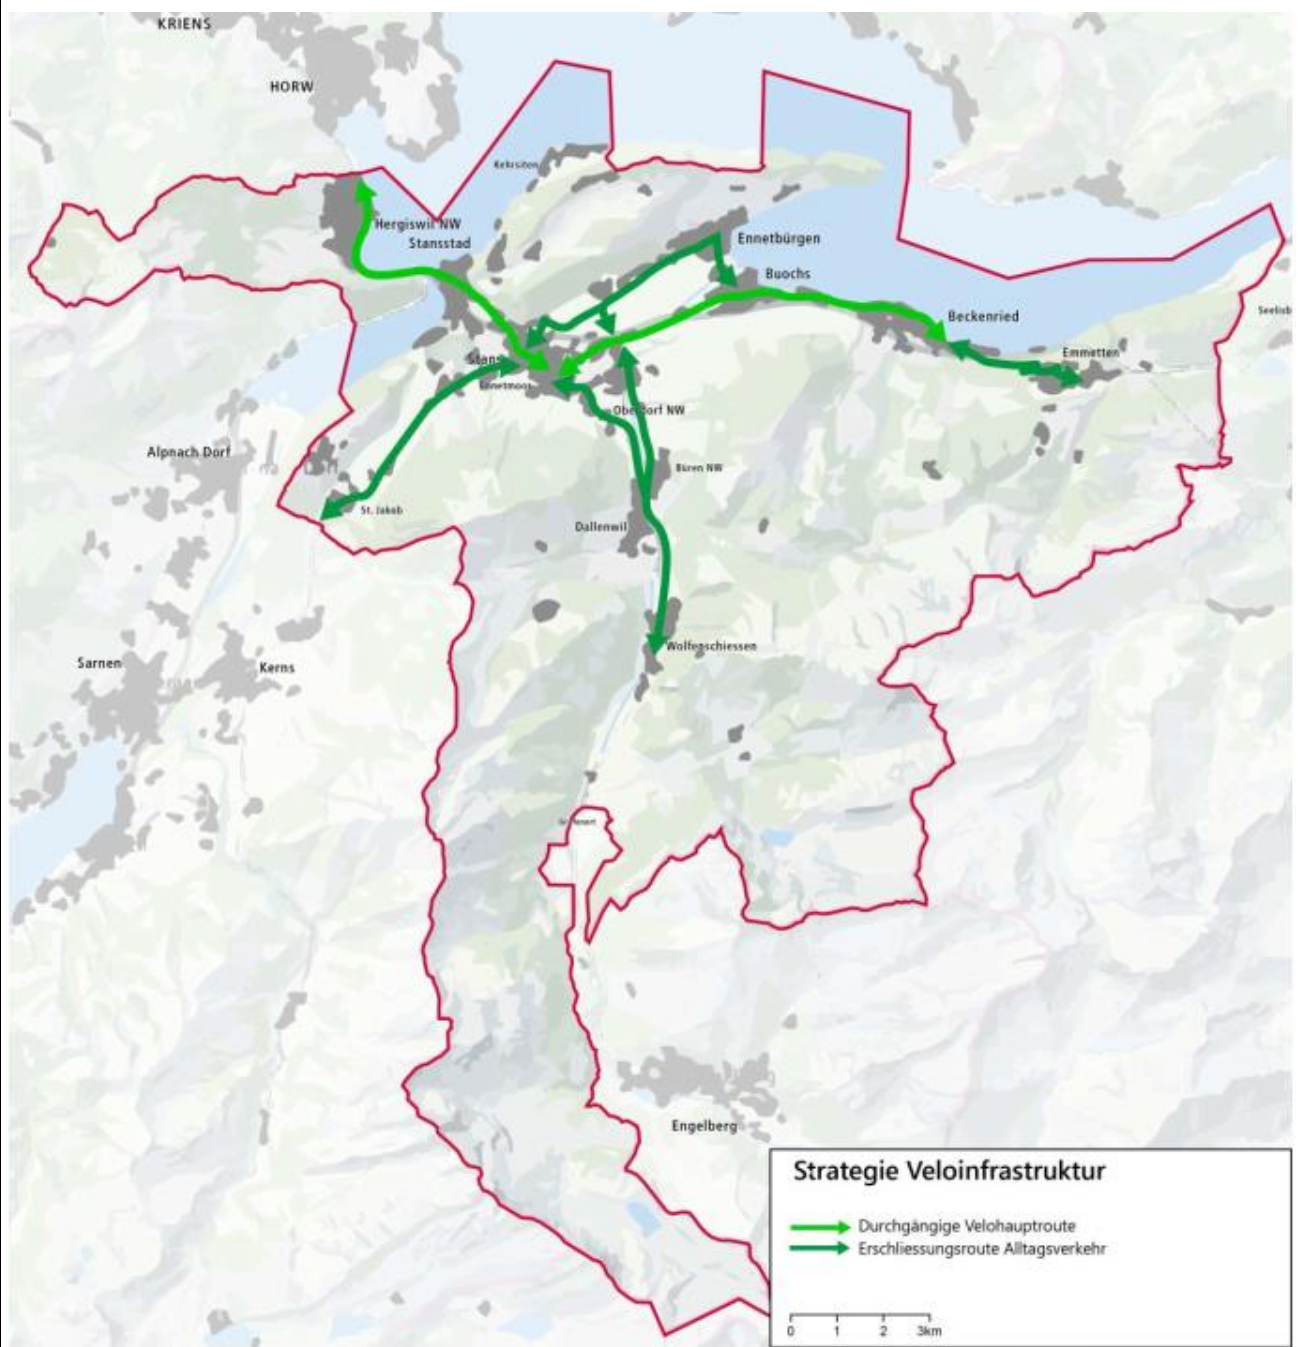 KRIENS
HORW
Kehrsiten
Hergiswil NW
Stansstad
Ennetbürgen
Buochs
Beckenried
Seelisb
Emmetten
Stans
Ennetmoos
Oberdorf NW
Alpnach Dorf
Büren NW
St. Jakob
Dallenwil
Wolfenschiessen
Sarnen
Kerns
Engelberg
Strategie Veloinfrastruktur
Durchgängige Velohauptroute
Erschliessungsroute Alltagsverkehr
0 1 2 3km